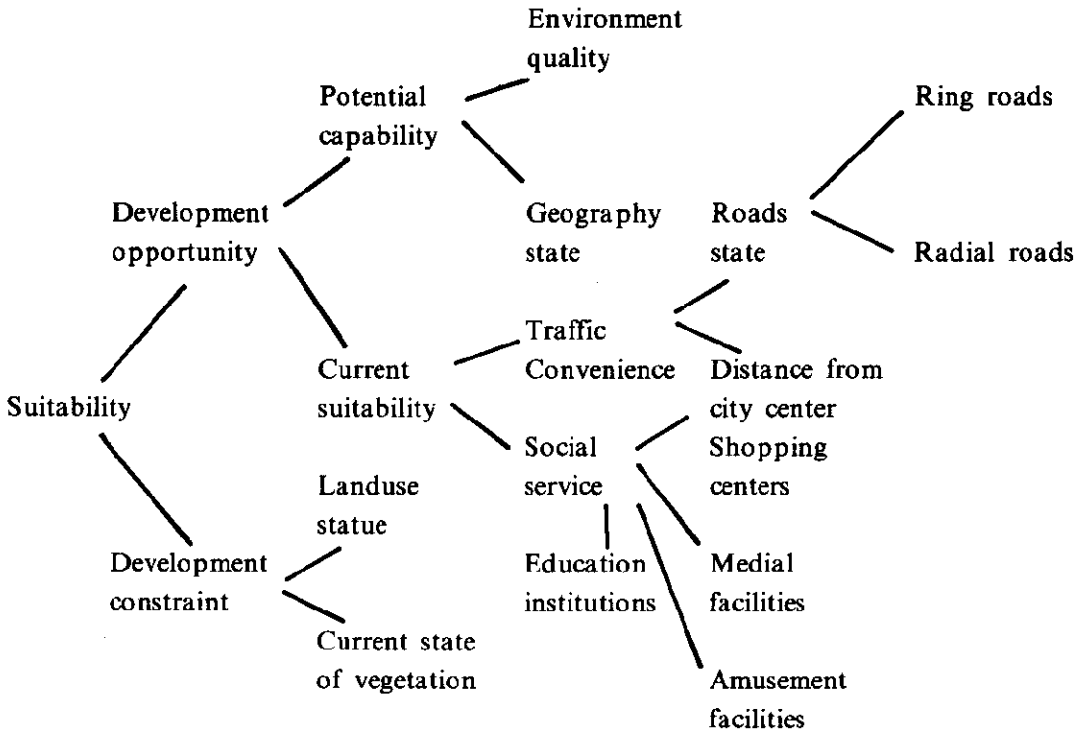 Environment
quality
Potential
capability
Ring roads
Development
opportunity
Geography
state
Roads
state
Radial roads
Traffic
Convenience
Current
suitability
Distance from
city center
Suitability
Social
service
Shopping
centers
Landuse
statue
Development
constraint
Education
institutions
Medial
facilities
Current state
of vegetation
Amusement
facilities